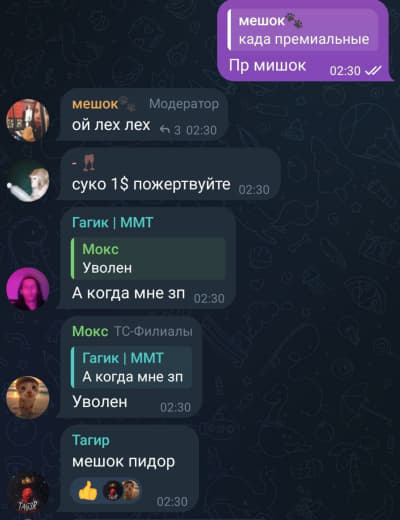 мешок🐾
када премиальные
Пр мишок
02:30
мешок🐾 Модератор
ой лех лех
3 02:30
- 🥂
суко 1$ пожертвуйте
02:30
Гагик | ММТ
Мокс
Уволен
А когда мне зп
02:30
Мокс ТС-Филиалы
Гагик | ММТ
А когда мне зп
Уволен
02:30
Тагир
мешок пидор
👍
02:30
TAGIR